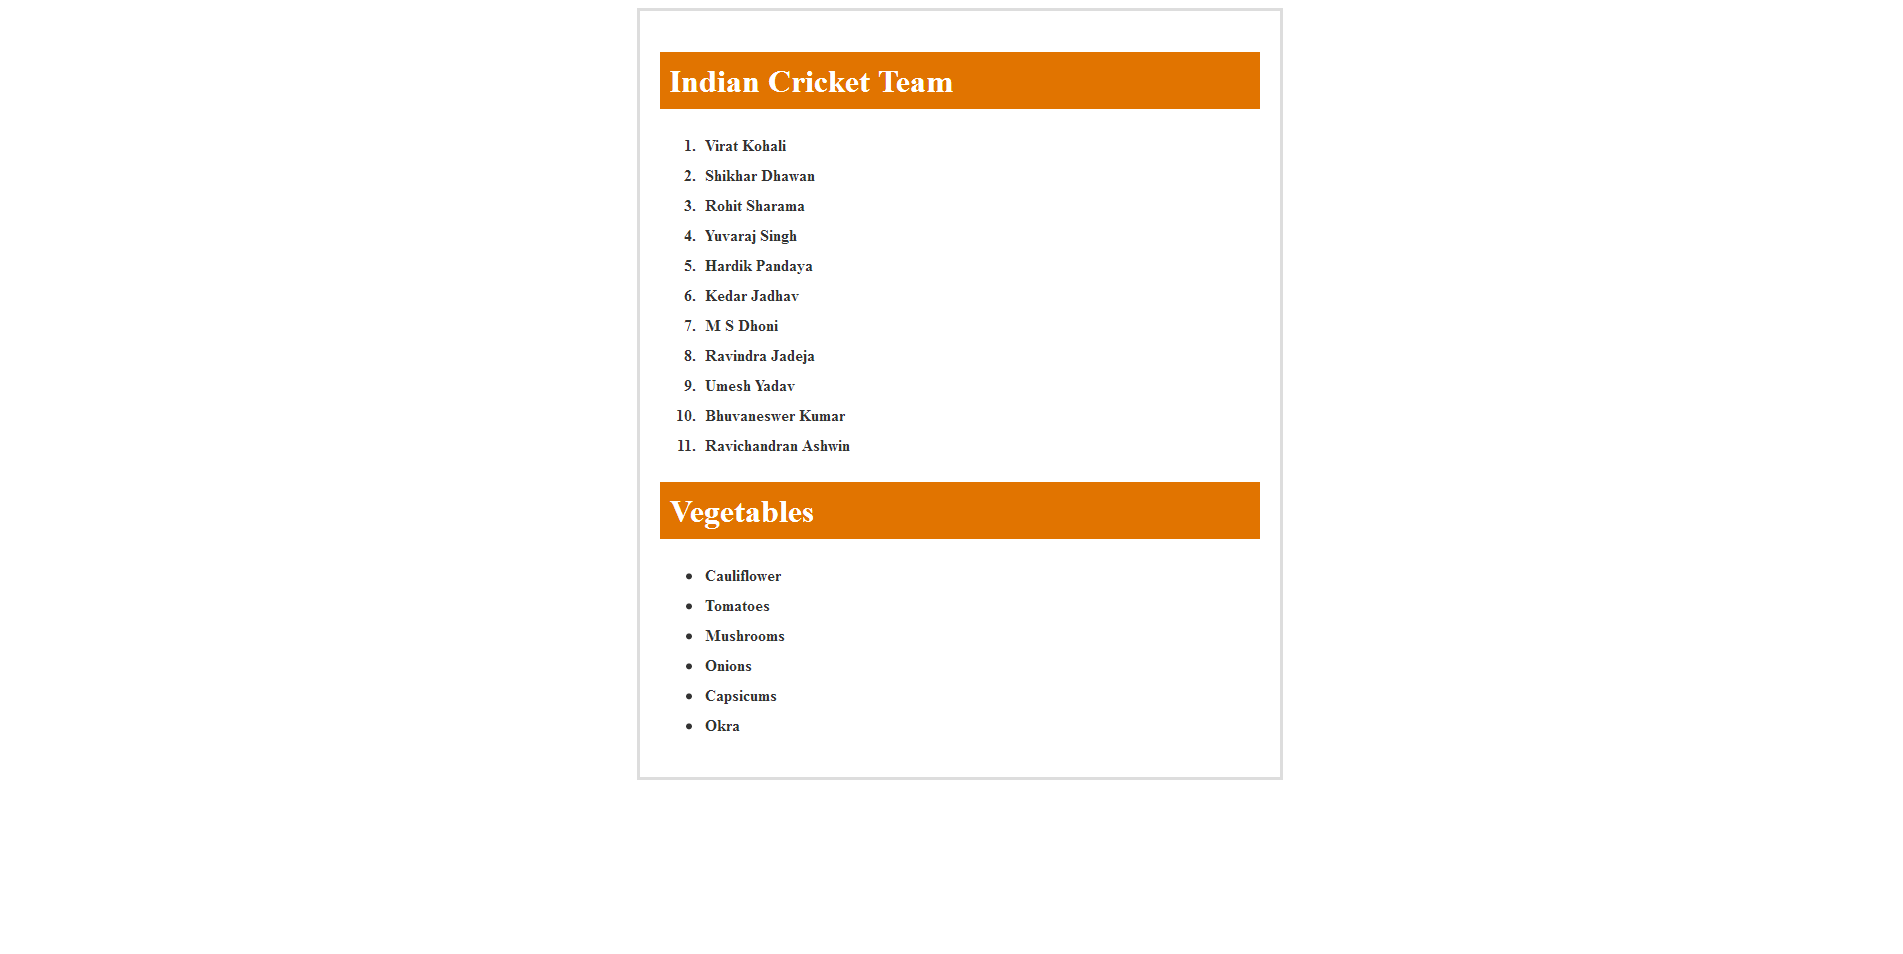 Indian Cricket Team
1. Virat Kohali
2. Shikhar Dhawan
3. Rohit Sharama
4. Yuvaraj Singh
5. Hardik Pandaya
6. Kedar Jadhav
7. M S Dhoni
8. Ravindra Jadeja
9. Umesh Yadav
10. Bhuvaneswer Kumar
11. Ravichandran Ashwin
Vegetables
• Cauliflower
• Tomatoes
• Mushrooms
• Onions
• Capsicums
• Okra